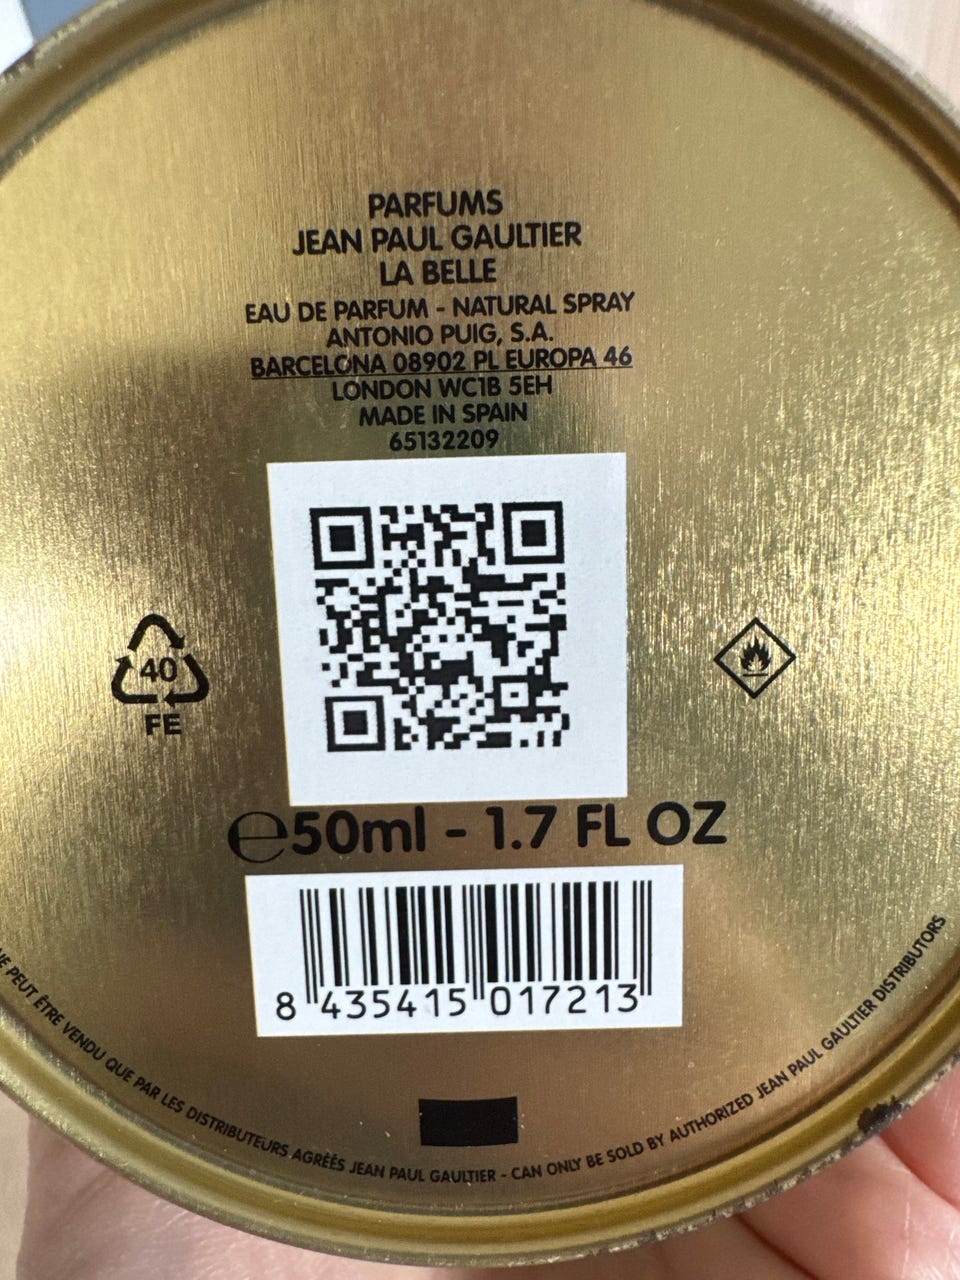 PARFUMS
JEAN PAUL GAULTIER
LA BELLE
EAU DE PARFUM - NATURAL SPRAY
ANTONIO PUIG, S.A.
BARCELONA 08902 PL EUROPA 46
LONDON WC1B 5EH
MADE IN SPAIN
65132209
40
FE
℮50ml - 1.7 FL OZ
8 435415 017213
NE PEUT ÊTRE VENDU QUE PAR LES DISTRIBUTEURS AGRÉÉS JEAN PAUL GAULTIER - CAN ONLY BE SOLD BY AUTHORIZED JEAN PAUL GAULTIER DISTRIBUTORS